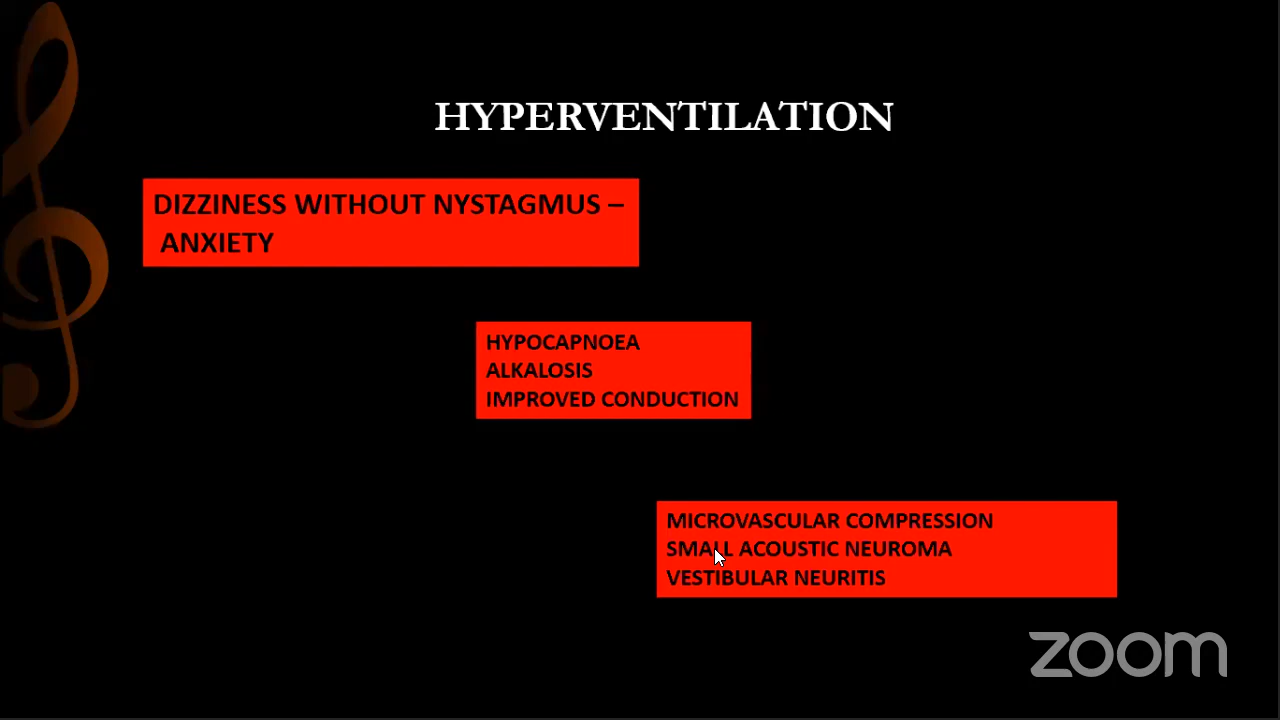 HYPERVENTILATION
DIZZINESS WITHOUT NYSTAGMUS –
ANXIETY
HYPOCAPNOEA
ALKALOSIS
IMPROVED CONDUCTION
MICROVASCULAR COMPRESSION
SMALL ACOUSTIC NEUROMA
VESTIBULAR NEURITIS
zoom